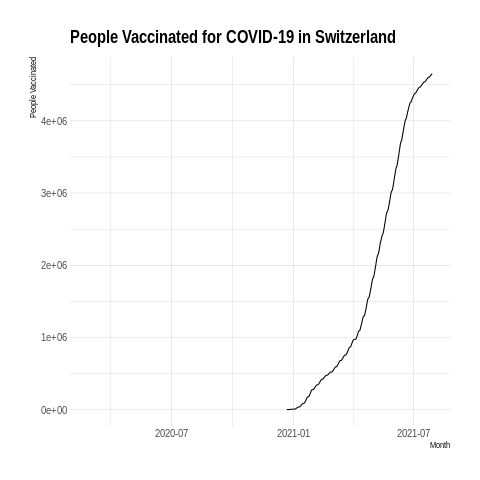 People Vaccinated for COVID-19 in Switzerland
People Vaccinated
4e+06
3e+06
2e+06
1e+06
0e+00
2020-07 2021-01 2021-07
Month